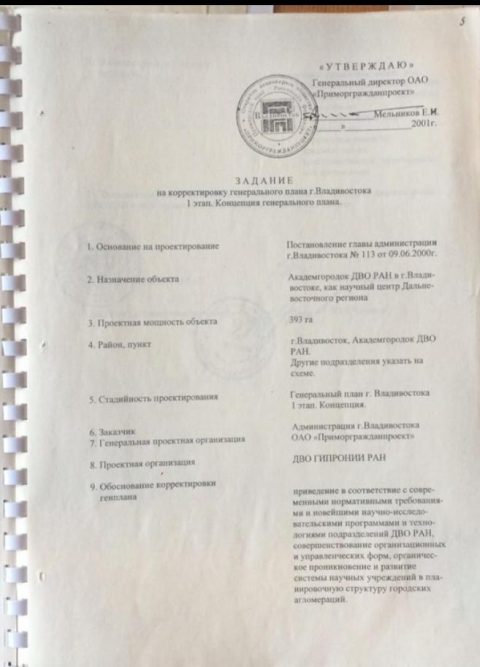 5
«УТВЕРЖДАЮ»
Генеральный директор ОАО
«Приморгражданпроект»
Мельников Е.И.
2001г.
ВЛАДИВОСТОК
ЗАДАНИЕ
на корректировку генерального плана г.Владивостока
1 этап. Концепция генерального плана.
1. Основание на проектирование
Постановление главы администрации
г.Владивостока № 113 от 09.06.2000г.
2. Назначение объекта
Академгородок ДВО РАН в г.Влади-
востоке, как научный центр Дальне-
восточного региона
3. Проектная мощность объекта
393 га
4. Район, пункт
г.Владивосток, Академгородок ДВО
РАН.
Другие подразделения указать на
схеме.
5. Стадийность проектирования
Генеральный план г. Владивостока
1 этап. Концепция.
6. Заказчик
Администрация г.Владивостока
7. Генеральная проектная организация
ОАО «Приморгражданпроект»
8. Проектная организация
ДВО ГИПРОНИИ РАН
9. Обоснование корректировки
генплана
приведение в соответствие с совре-
менными нормативными требования-
ми и новейшими научно-исследо-
вательскими программами и техно-
логиями подразделений ДВО РАН,
совершенствование организационных
и управленческих форм, органичес-
кое проникновение и развитие
системы научных учреждений в пла-
нировочную структуру городских
агломераций.